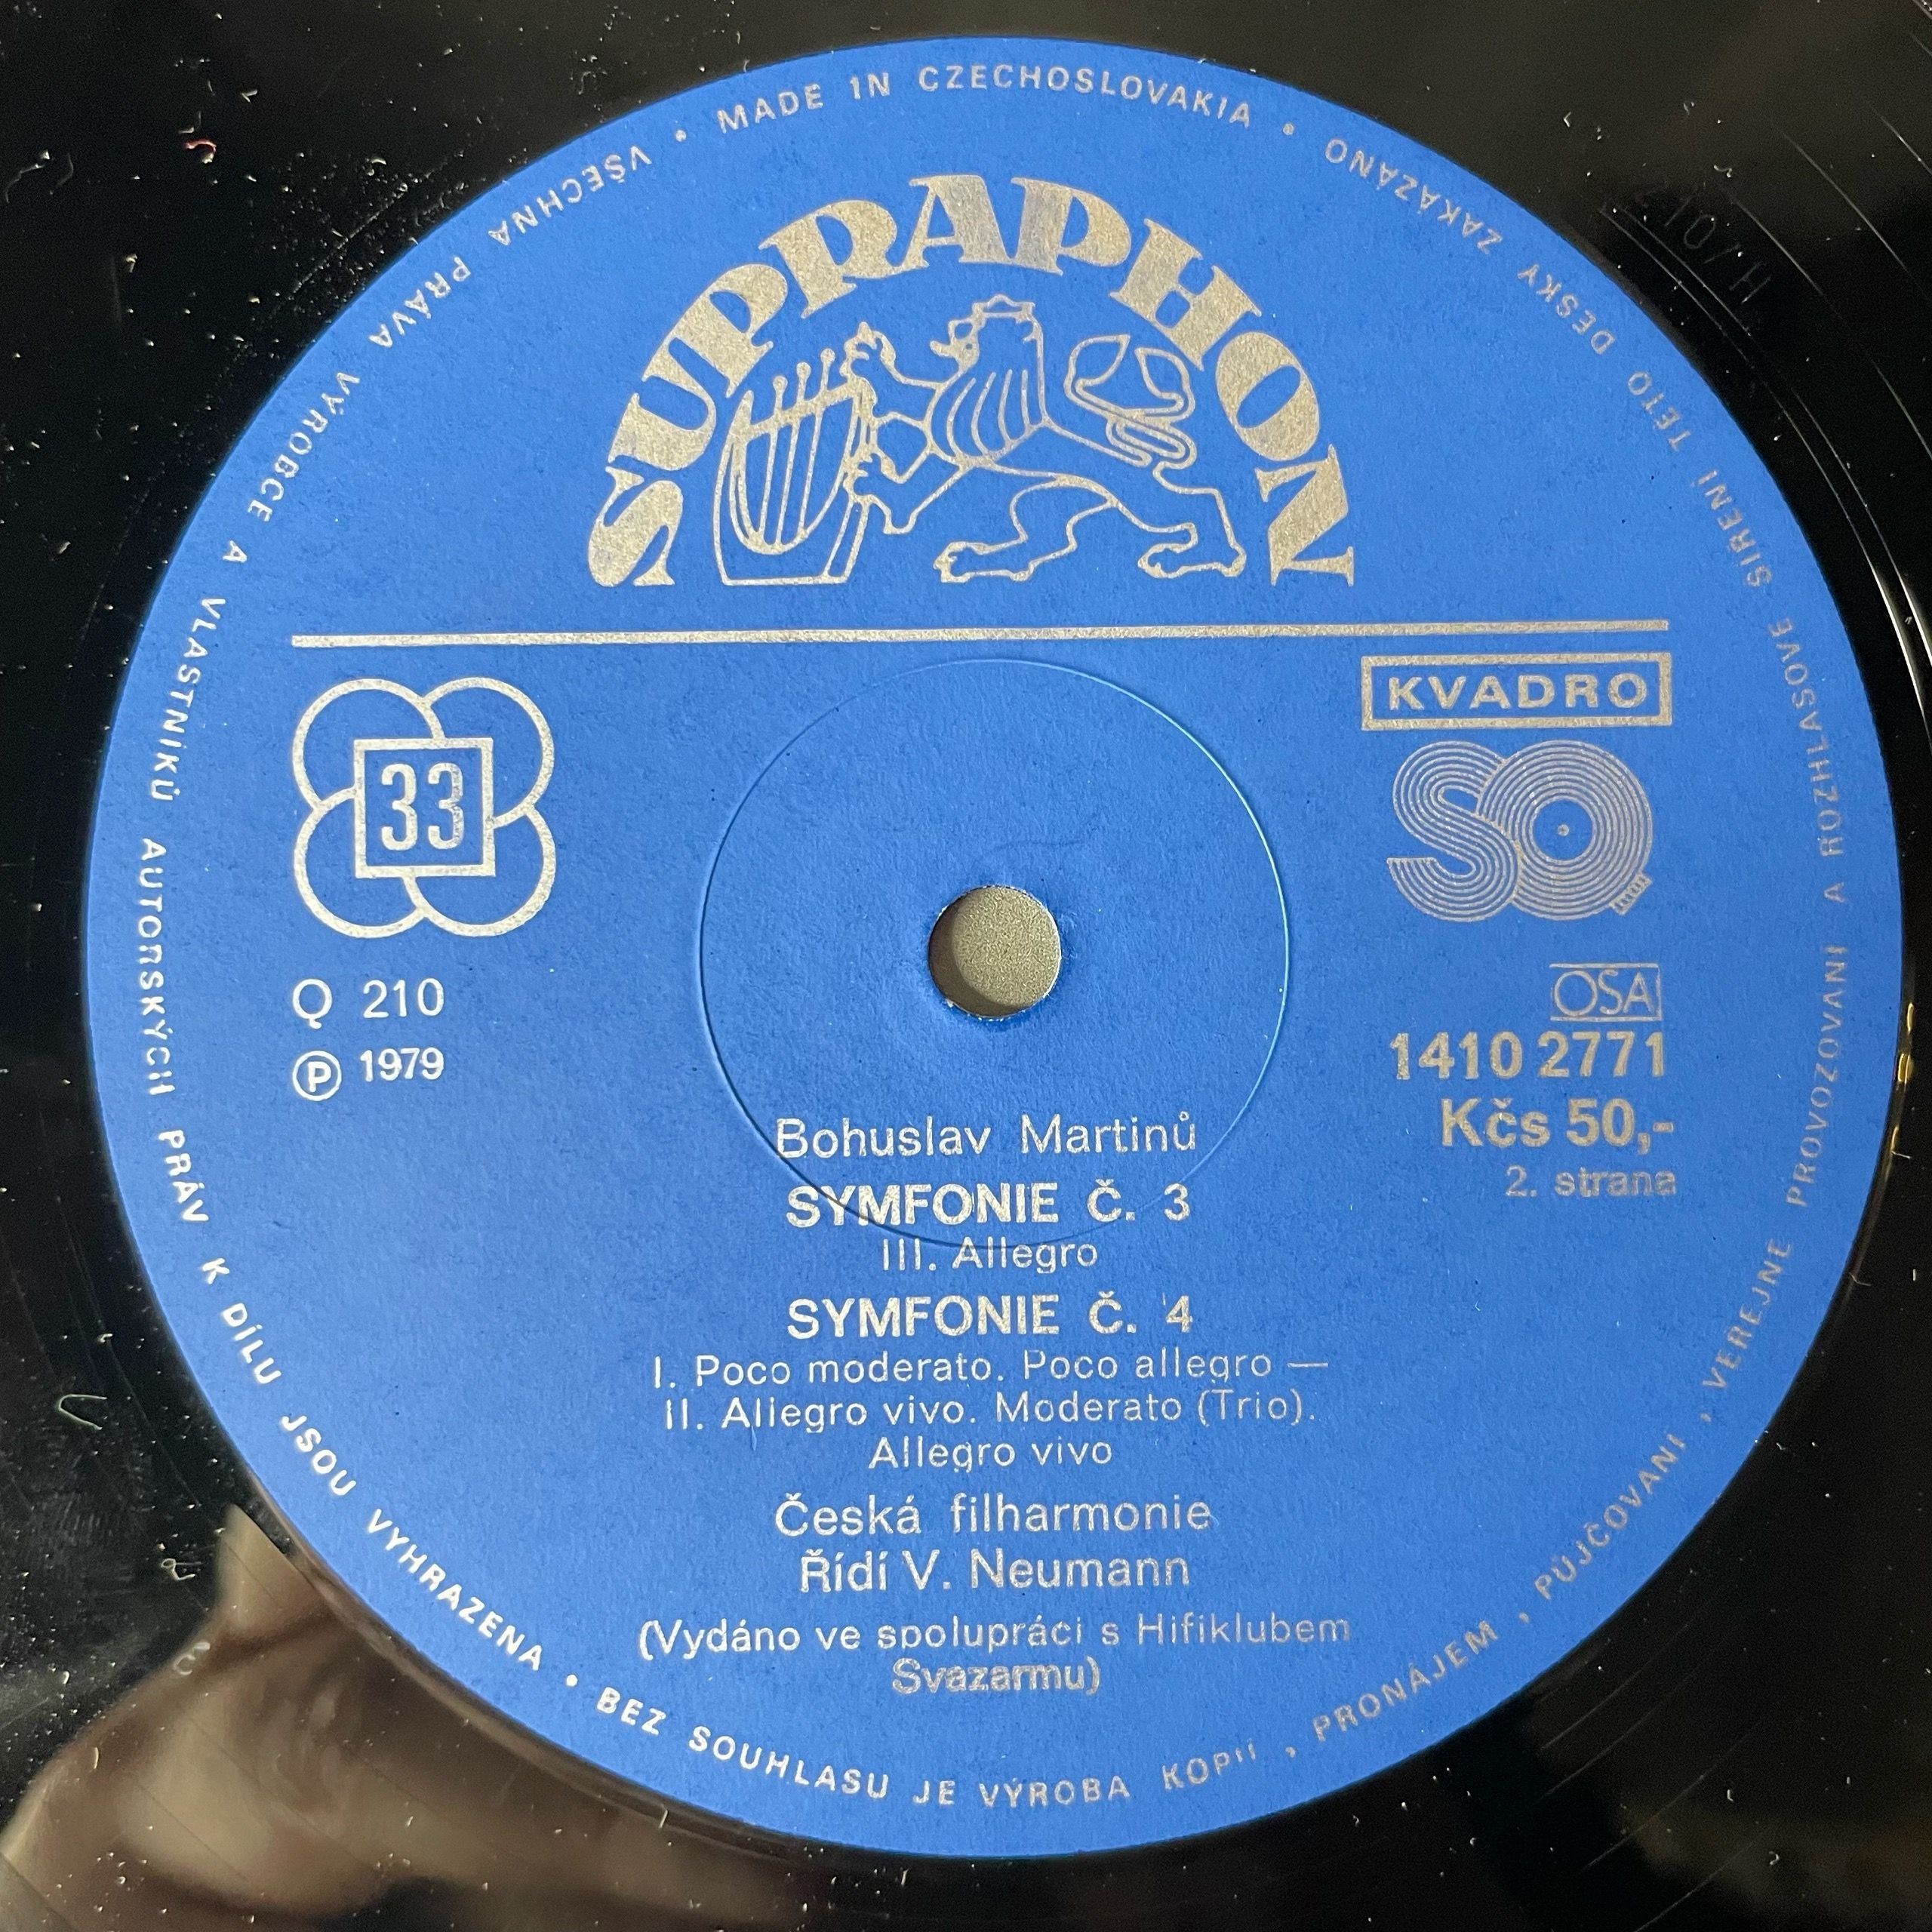 • MADE IN CZECHOSLOVAKIA •
VŠECHNA PRÁVA VÝROBCE A VLASTNÍKŮ AUTORSKÝCH PRÁV K DÍLU JSOU VYHRAZENA • BEZ SOUHLASU JE VÝROBA KOPIÍ , PRONÁJEM , PŮJČOVÁNÍ , VEŘEJNÉ PROVOZOVÁNÍ A ROZHLASOVÉ ŠÍŘENÍ TÉTO DESKY ZAKÁZÁNO
SUPRAPHON
33
KVADRO
SQ
Q 210
Ⓟ 1979
OSA
1410 2771
Kčs 50,-
2. strana
Bohuslav Martinů
SYMFONIE Č. 3
III. Allegro
SYMFONIE Č. 4
I. Poco moderato. Poco allegro —
II. Allegro vivo. Moderato (Trio).
Allegro vivo
Česká filharmonie
Řídí V. Neumann
(Vydáno ve spolupráci s Hifiklubem
Svazarmu)